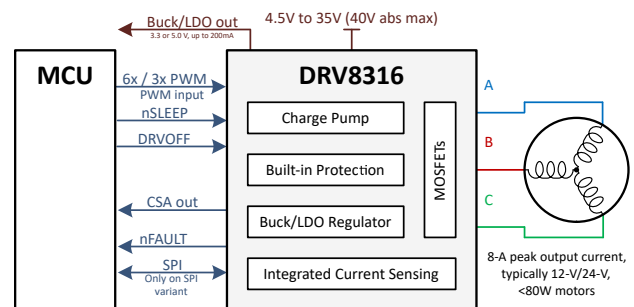 Buck/LDO out
3.3 or 5.0 V, up to 200mA
4.5V to 35V (40V abs max)
MCU
DRV8316
6x / 3x PWM
PWM input
nSLEEP
DRVOFF
CSA out
nFAULT
SPI
Only on SPI
variant
Charge Pump
Built-in Protection
Buck/LDO Regulator
Integrated Current Sensing
MOSFETs
A
B
C
8-A peak output current,
typically 12-V/24-V,
<80W motors